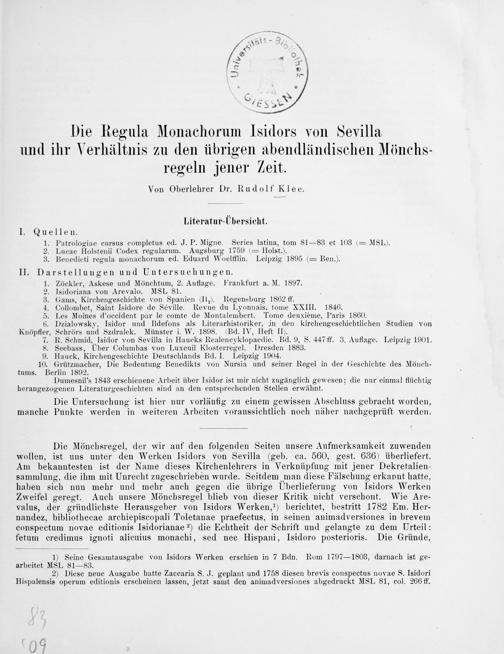 Universitäts-Bibliothek
GIESSEN
Die Regula Monachorum Isidors von Sevilla
und ihr Verhältnis zu den übrigen abendländischen Mönchs-
regeln jener Zeit.
Von Oberlehrer Dr. Rudolf Klee.
Literatur-Übersicht.
I. Quellen.
1. Patrologiae cursus completus ed. J. P. Migne. Series latina, tom 81—83 et 103 (= MSL).
2. Lucae Holstenii Codex regularum. Augsburg 1759 (= Holst.).
3. Benedicti regula monachorum ed. Eduard Woelfflin. Leipzig 1895 (= Ben.).
II. Darstellungen und Untersuchungen.
1. Zöckler, Askese und Mönchtum, 2. Auflage. Frankfurt a. M. 1897.
2. Isidoriana von Arevalo. MSL 81.
3. Gams, Kirchengeschichte von Spanien (II₂). Regensburg 1862 ff.
4. Collombet, Saint Isidore de Séville. Revue du Lyonnais, tome XXIII. 1846.
5. Les Moines d'occident par le comte de Montalembert. Tome deuxième, Paris 1860.
6. Dzialowsky, Isidor und Ildefons als Literarhistoriker, in den kirchengeschichtlichen Studien von
Knöpfler, Schrörs und Sdralek. Münster i. W. 1898. (Bd. IV, Heft II).
7. R. Schmid, Isidor von Sevilla in Haucks Realencyklopaedie. Bd. 9, S. 447 ff. 3. Auflage. Leipzig 1901.
8. Seebass, Über Columbas von Luxeuil Klosterregel. Dresden 1883.
9. Hauck, Kirchengeschichte Deutschlands Bd. I. Leipzig 1904.
10. Grützmacher, Die Bedeutung Benedikts von Nursia und seiner Regel in der Geschichte des Mönch-
tums. Berlin 1892.
Dumesnil's 1843 erschienene Arbeit über Isidor ist mir nicht zugänglich gewesen; die nur einmal flüchtig
herangezogenen Literaturgeschichten sind an den entsprechenden Stellen erwähnt.
Die Untersuchung ist hier nur vorläufig zu einem gewissen Abschluss gebracht worden,
manche Punkte werden in weiteren Arbeiten voraussichtlich noch näher nachgeprüft werden.
Die Mönchsregel, der wir auf den folgenden Seiten unsere Aufmerksamkeit zuwenden
wollen, ist uns unter den Werken Isidors von Sevilla (geb. ca. 560, gest. 636) überliefert.
Am bekanntesten ist der Name dieses Kirchenlehrers in Verknüpfung mit jener Dekretalien-
sammlung, die ihm mit Unrecht zugeschrieben wurde. Seitdem man diese Fälschung erkannt hatte,
haben sich nun mehr und mehr auch gegen die übrige Überlieferung von Isidors Werken
Zweifel geregt. Auch unsere Mönchsregel blieb von dieser Kritik nicht verschont. Wie Are-
valus, der gründlichste Herausgeber von Isidors Werken,¹) berichtet, bestritt 1782 Em. Her-
nandez, bibliothecae archiepiscopali Toletanae praefectus, in seinen animadversiones in brevem
conspectum novae editionis Isidorianae ²) die Echtheit der Schrift und gelangte zu dem Urteil:
fetum credimus ignoti alicuius monachi, sed nec Hispani, Isidoro posterioris. Die Gründe,
1) Seine Gesamtausgabe von Isidors Werken erschien in 7 Bdn. Rom 1797—1803, darnach ist ge-
arbeitet MSL 81—83.
2) Diese neue Ausgabe hatte Zaccaria S. J. geplant und 1758 diesen brevis conspectus novae S. Isidori
Hispalensis operum editionis erscheinen lassen, jetzt samt den animadversiones abgedruckt MSL 81, col. 266 ff.
83
'09